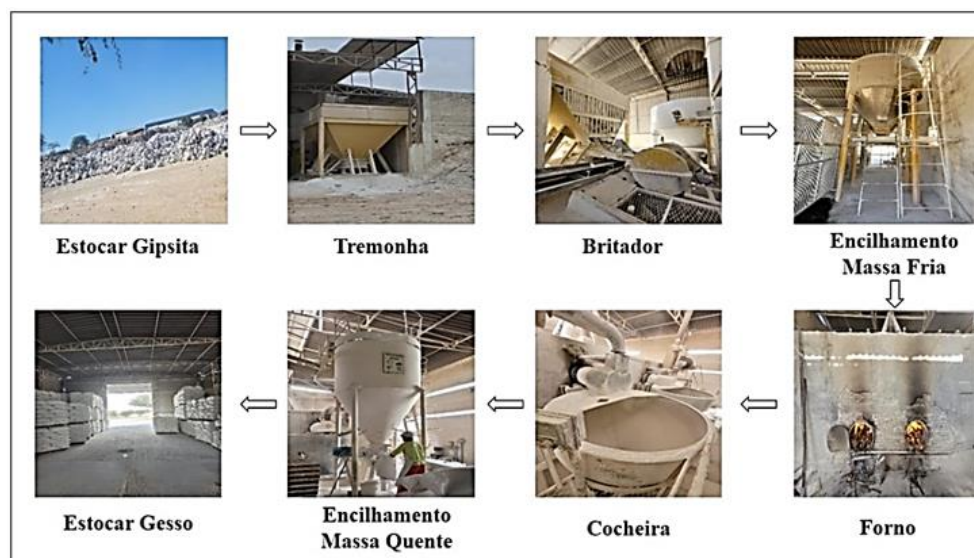 Estocar Gipsita
Tremonha
Britador
Encilhamento
Massa Fria
Forno
Cocheira
Encilhamento
Massa Quente
Estocar Gesso